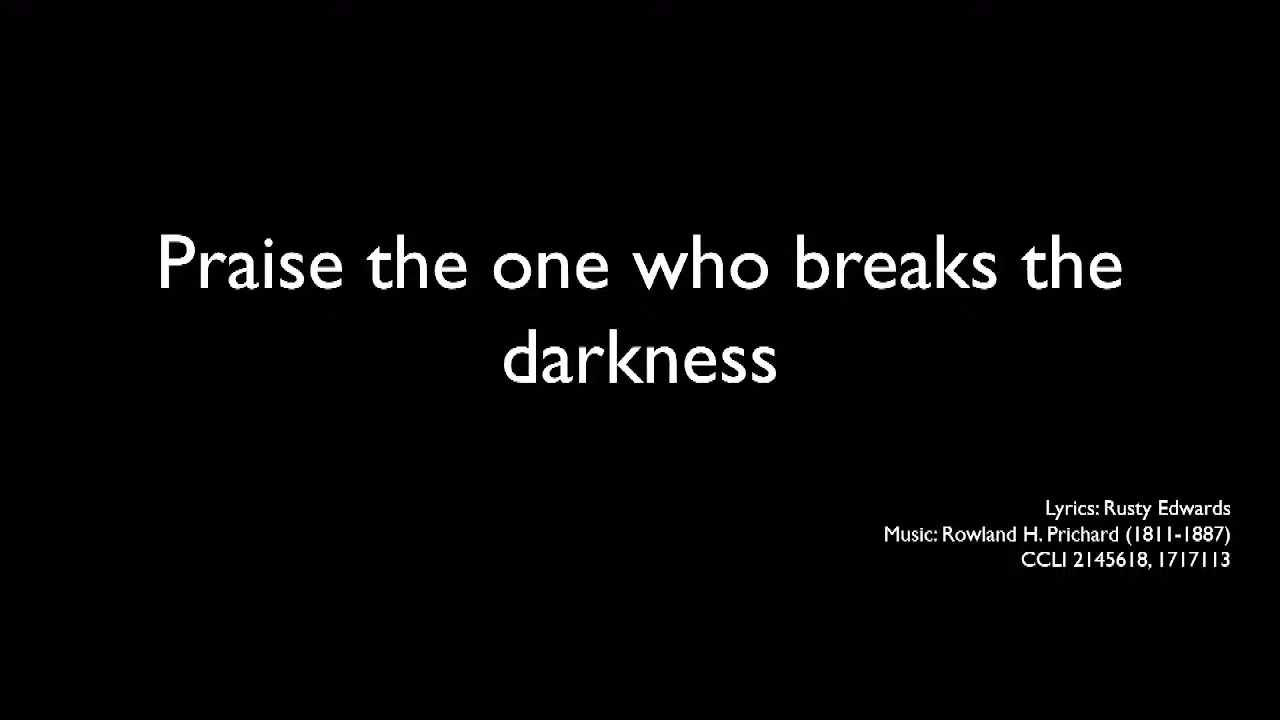 Praise the one who breaks the
darkness
Lyrics: Rusty Edwards
Music: Rowland H. Prichard (1811-1887)
CCLI 2145618, 1717113